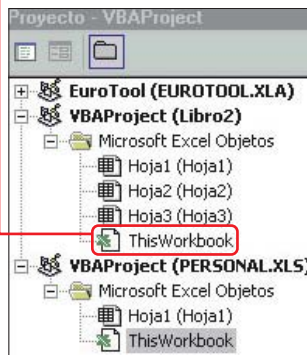 Proyecto - VBAProject
EuroTool (EUROTOOL.XLA)
VBAProject (Libro2)
Microsoft Excel Objetos
Hoja1 (Hoja1)
Hoja2 (Hoja2)
Hoja3 (Hoja3)
ThisWorkbook
VBAProject (PERSONAL.XLS)
Microsoft Excel Objetos
Hoja1 (Hoja1)
ThisWorkbook